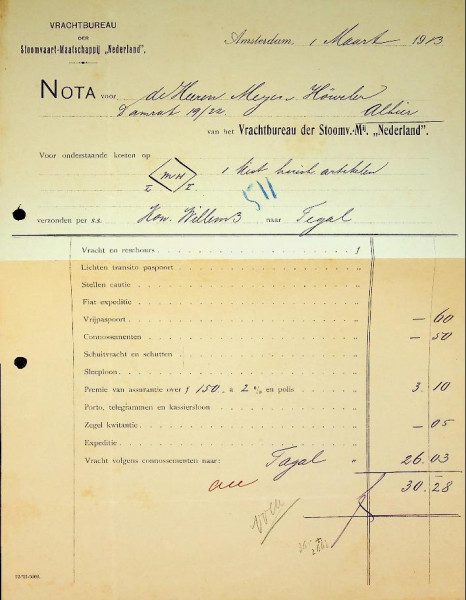 VRACHTBUREAU
DER
Stoomvaart-Maatschappij „Nederland".
Amsterdam, 1 Maart 1913
NOTA voor de Heeren Meyer Höweler
Damrak 19/22. Alhier
van het Vrachtbureau der Stoomv.-Mij. „Nederland".
Voor onderstaande kosten op MH 1 Kist artikelen
511
verzonden per s.s. Kon. Willem 3 naar Tegal
Vracht en rembours
Lichten transito paspoort
Stellen cautie
Fiat expeditie
Vrijpaspoort — 60
Connossementen — 50
Schuitvracht en schutten
Sleeploon
Premie van assurantie over f 150. à 2 % en polis 3.10
Porto, telegrammen en kassiersloon
Zegel kwitantie — 05
Expeditie
Vracht volgens connossementen naar: Tagal 26.03
30.28